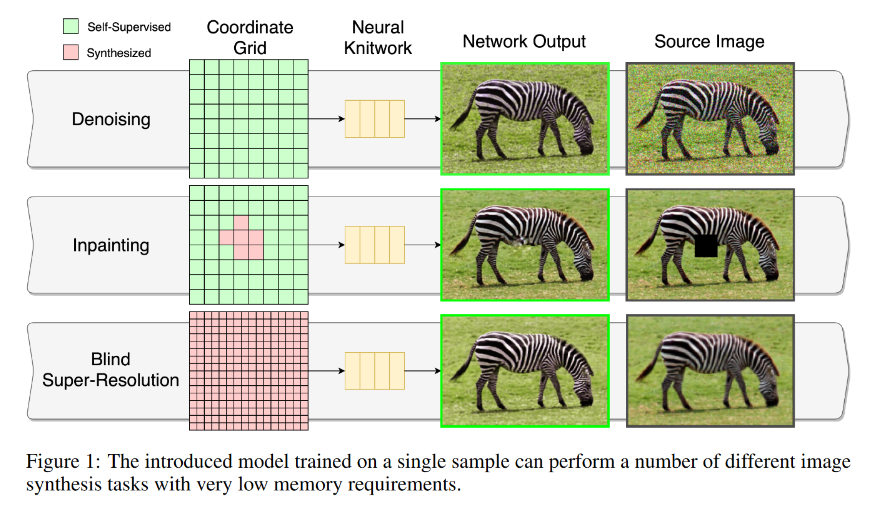 Self-Supervised
Synthesized
Coordinate
Grid
Neural
Knitwork
Network Output
Source Image
Denoising
Inpainting
Blind
Super-Resolution
Figure 1: The introduced model trained on a single sample can perform a number of different image
synthesis tasks with very low memory requirements.